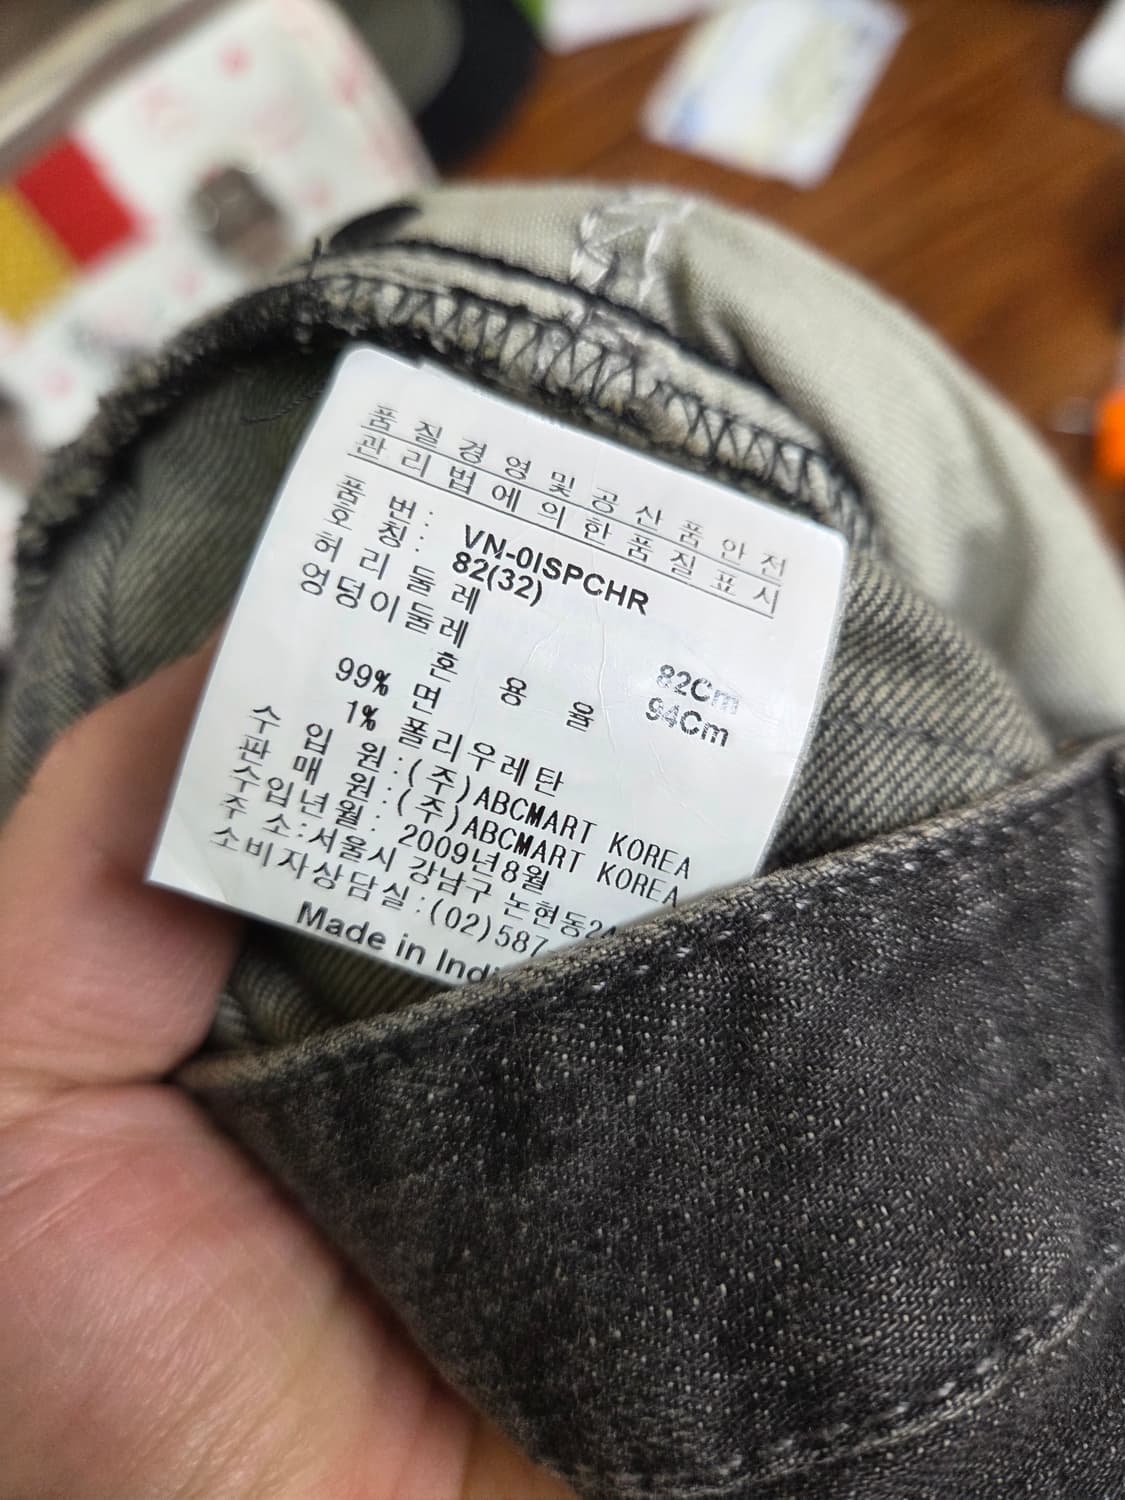 품질경영및공산품안전
관리법에의한품질표시
품 번: VN-0ISPCHR
호 칭: 82(32)
허 리 둘 레 82Cm
엉덩이둘레 94Cm
혼 용 율
99% 면
1% 폴리우레탄
수 입 원:(주)ABCMART KOREA
판 매 원:(주)ABCMART KOREA
수입년월: 2009년8월
주 소:서울시 강남구 논현동
소비자상담실:(02)587
Made in